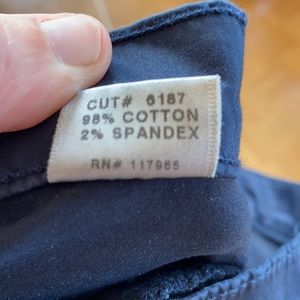 CUT# 6187
98% COTTON
2% SPANDEX
RN# 117985